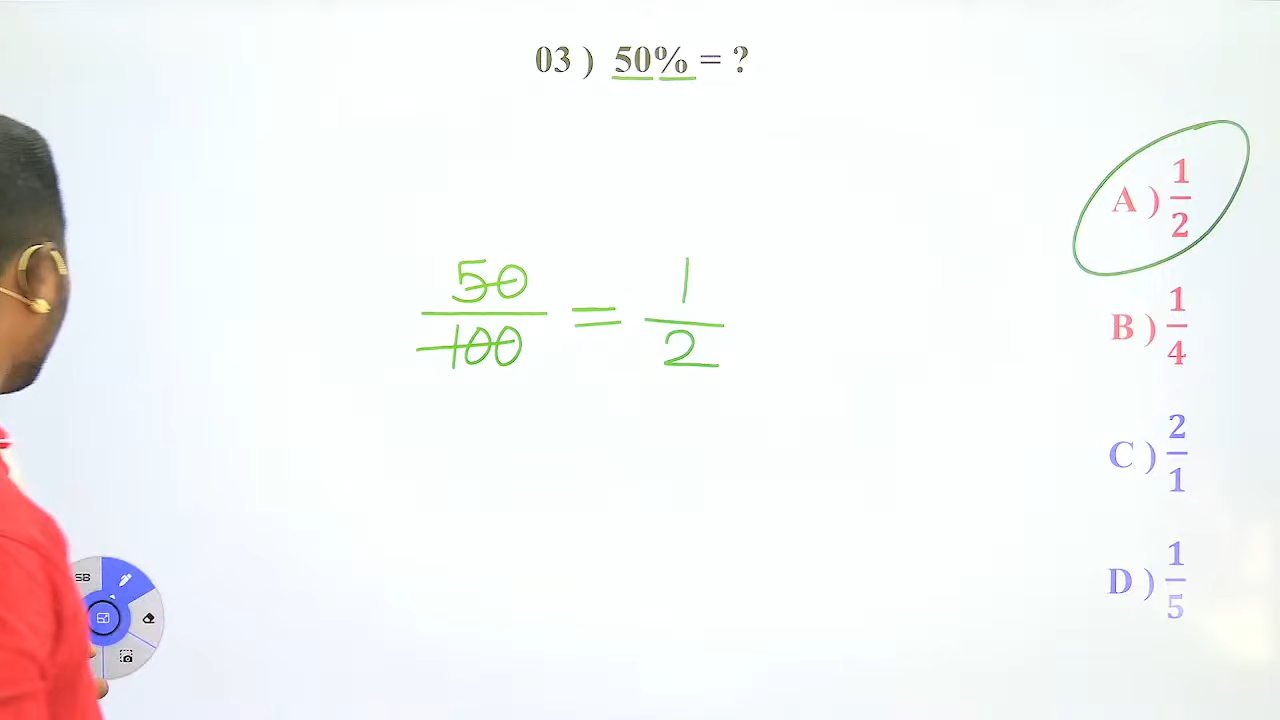 03 ) 50% = ?
50/100 = 1/2
A ) 1/2
B ) 1/4
C ) 2/1
D ) 1/5
SB